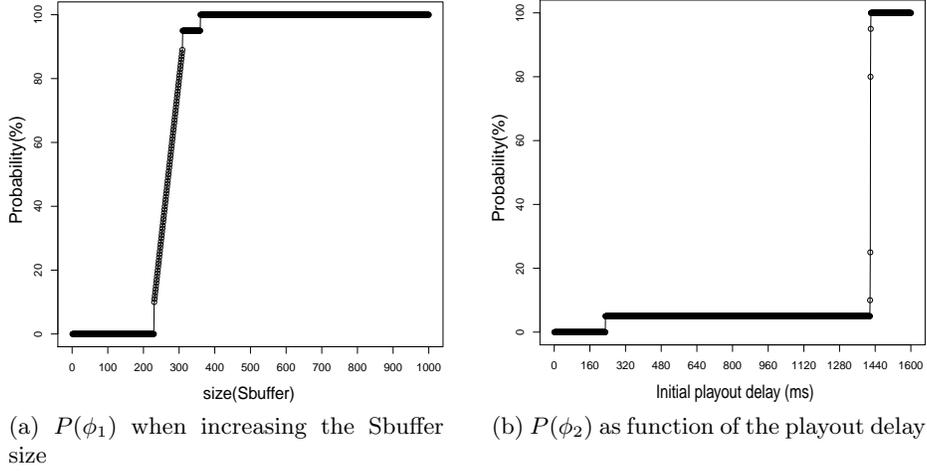 100
80
60
40
20
0
Probability(%)
0 100 200 300 400 500 600 700 800 900 1000
size(Sbuffer)
(a) P(ϕ₁) when increasing the Sbuffer
size
100
80
60
40
20
0
Probability(%)
0 160 320 480 640 800 960 1120 1280 1440 1600
Initial playout delay (ms)
(b) P(ϕ₂) as function of the playout delay